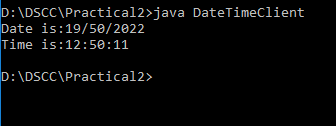 D:\DSCC\Practical2>java DateTimeClient
Date is:19/50/2022
Time is:12:50:11
D:\DSCC\Practical2>